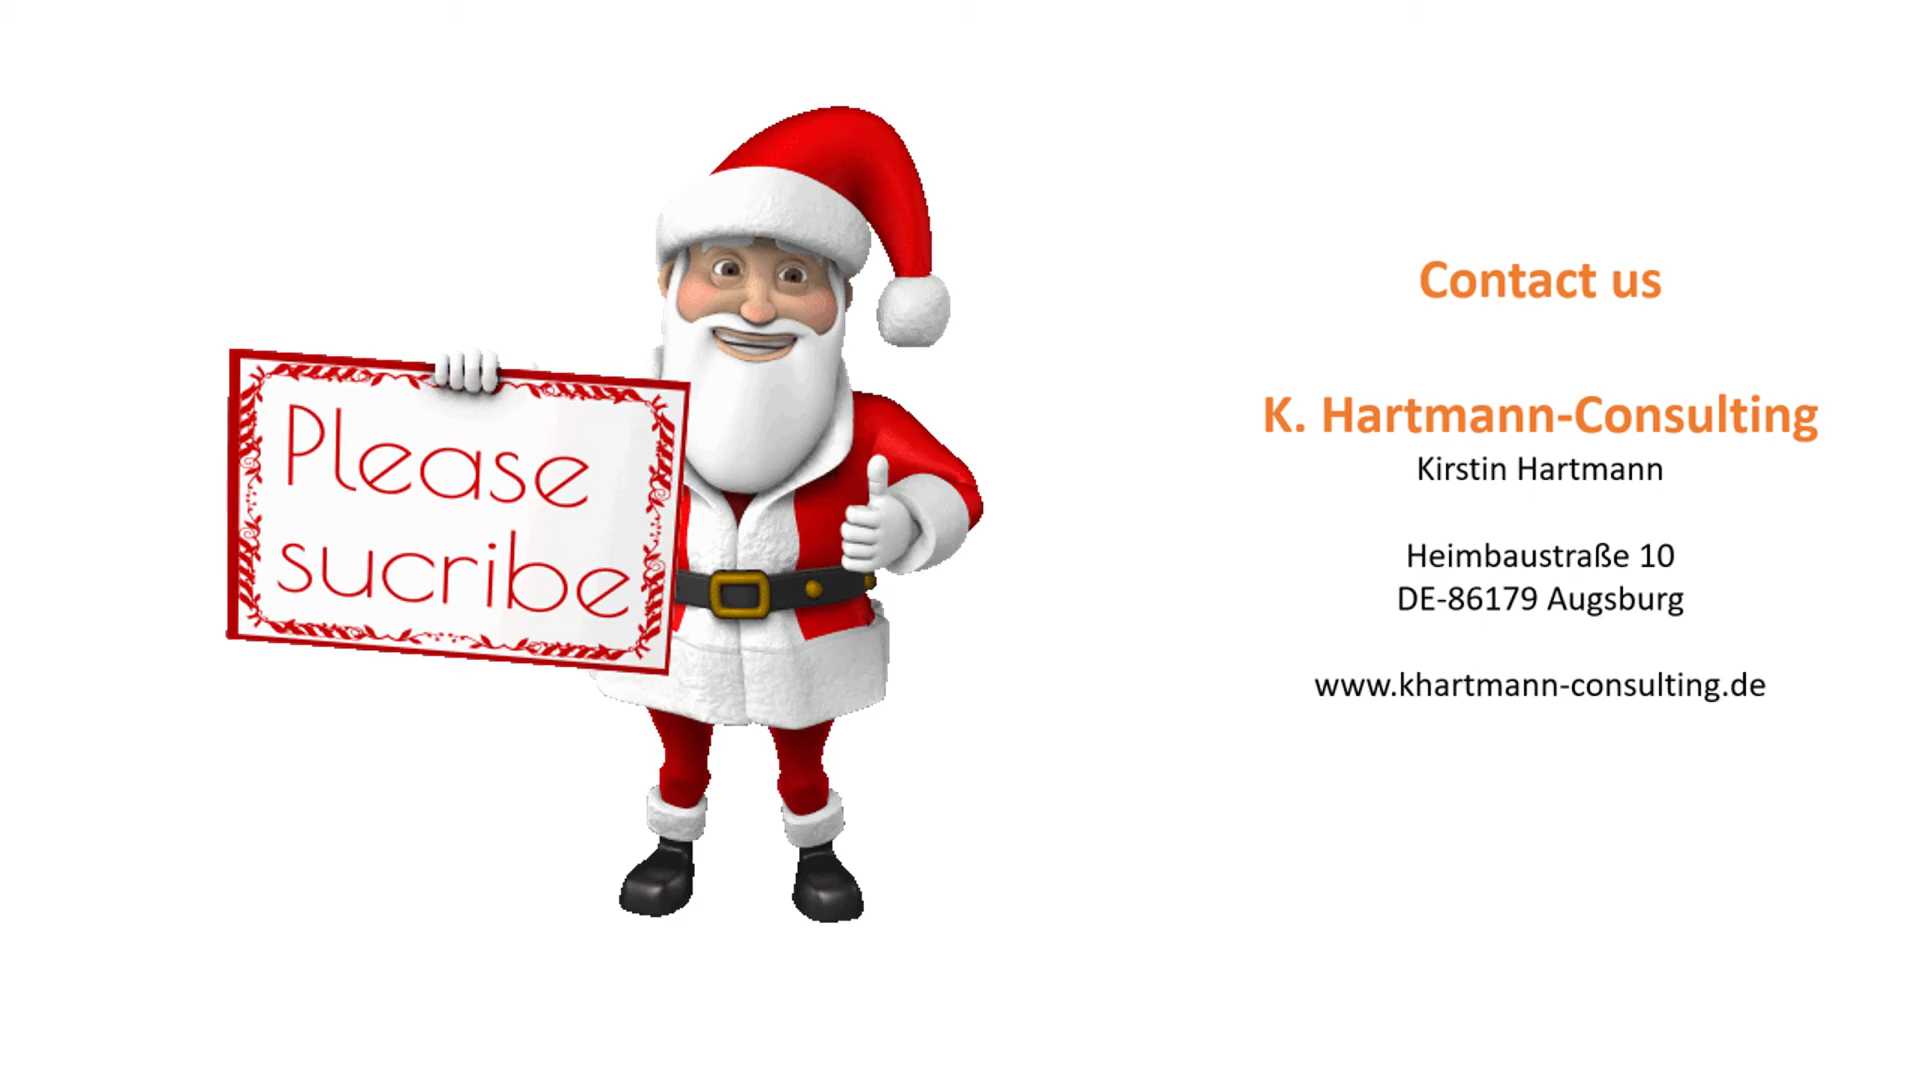 Please
sucribe
Contact us
K. Hartmann-Consulting
Kirstin Hartmann
Heimbaustraße 10
DE-86179 Augsburg
www.khartmann-consulting.de